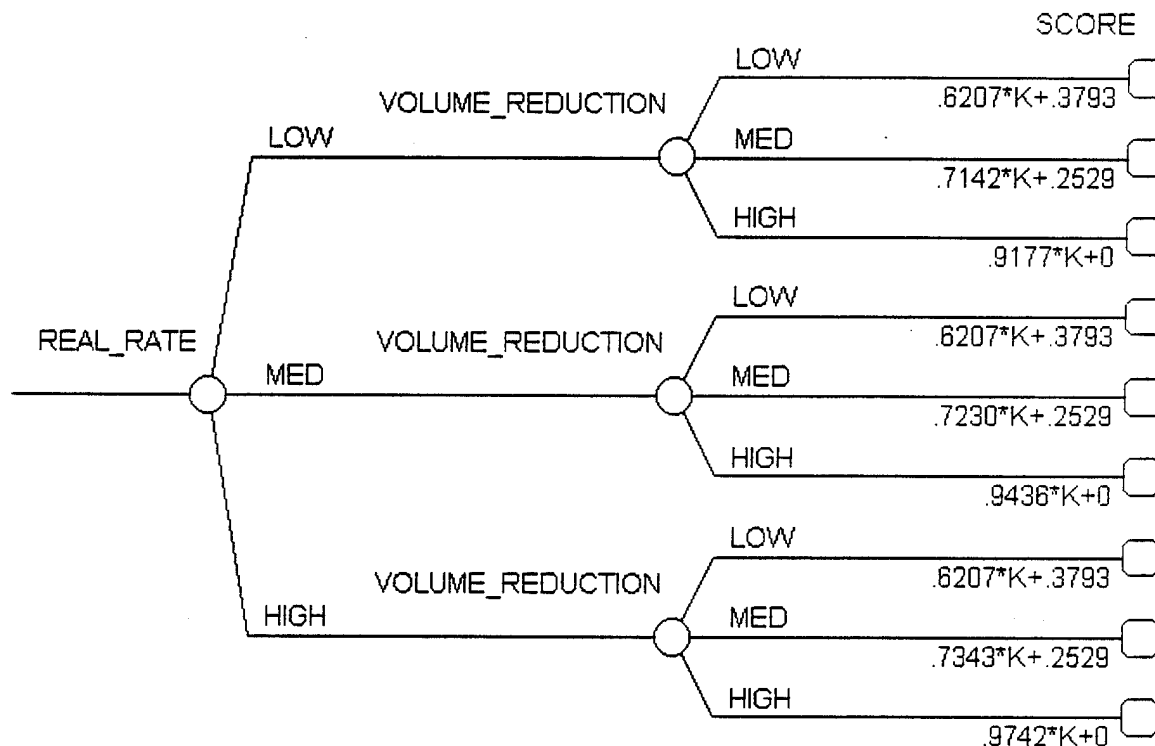 SCORE
LOW
.6207*K+.3793
VOLUME_REDUCTION
LOW
MED
.7142*K+.2529
HIGH
.9177*K+0
LOW
.6207*K+.3793
REAL_RATE
VOLUME_REDUCTION
MED
MED
.7230*K+.2529
HIGH
.9436*K+0
LOW
.6207*K+.3793
VOLUME_REDUCTION
HIGH
MED
.7343*K+.2529
HIGH
.9742*K+0